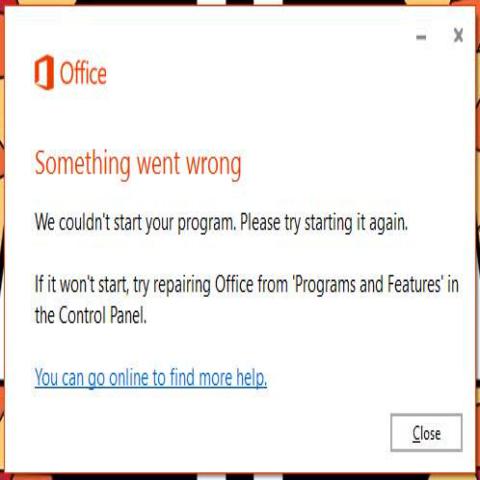 Office
Something went wrong
We couldn't start your program. Please try starting it again.
If it won't start, try repairing Office from 'Programs and Features' in
the Control Panel.
You can go online to find more help.
Close